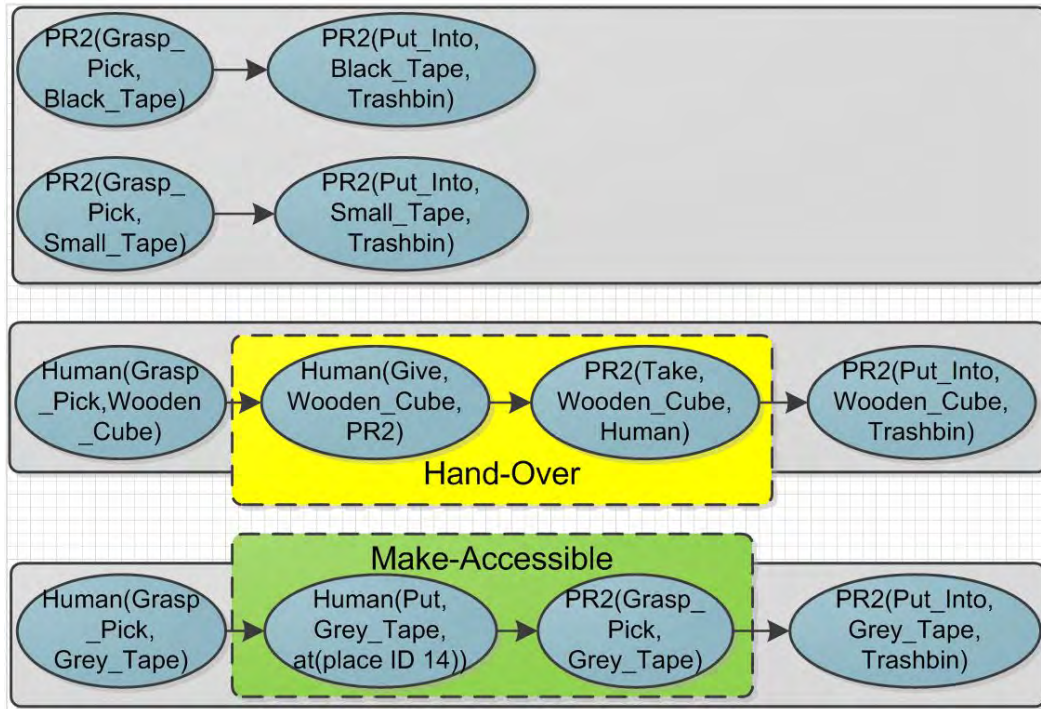 PR2(Grasp_
Pick,
Black_Tape)
PR2(Put_Into,
Black_Tape,
Trashbin)
PR2(Grasp_
Pick,
Small_Tape)
PR2(Put_Into,
Small_Tape,
Trashbin)
Human(Grasp
_Pick,Wooden
_Cube)
Human(Give,
Wooden_Cube,
PR2)
PR2(Take,
Wooden_Cube,
Human)
PR2(Put_Into,
Wooden_Cube,
Trashbin)
Hand-Over
Make-Accessible
Human(Grasp
_Pick,
Grey_Tape)
Human(Put,
Grey_Tape,
at(place ID 14))
PR2(Grasp_
Pick,
Grey_Tape)
PR2(Put_Into,
Grey_Tape,
Trashbin)